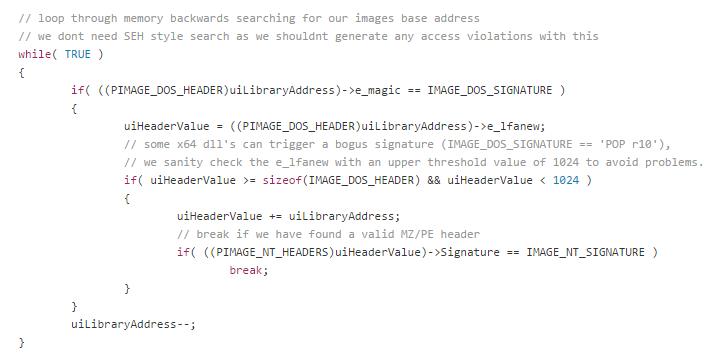 // loop through memory backwards searching for our images base address
// we dont need SEH style search as we shouldnt generate any access violations with this
while( TRUE )
{
if( ((PIMAGE_DOS_HEADER)uiLibraryAddress)->e_magic == IMAGE_DOS_SIGNATURE )
{
uiHeaderValue = ((PIMAGE_DOS_HEADER)uiLibraryAddress)->e_lfanew;
// some x64 dll's can trigger a bogus signature (IMAGE_DOS_SIGNATURE == 'POP r10'),
// we sanity check the e_lfanew with an upper threshold value of 1024 to avoid problems.
if( uiHeaderValue >= sizeof(IMAGE_DOS_HEADER) && uiHeaderValue < 1024 )
{
uiHeaderValue += uiLibraryAddress;
// break if we have found a valid MZ/PE header
if( ((PIMAGE_NT_HEADERS)uiHeaderValue)->Signature == IMAGE_NT_SIGNATURE )
break;
}
}
uiLibraryAddress--;
}